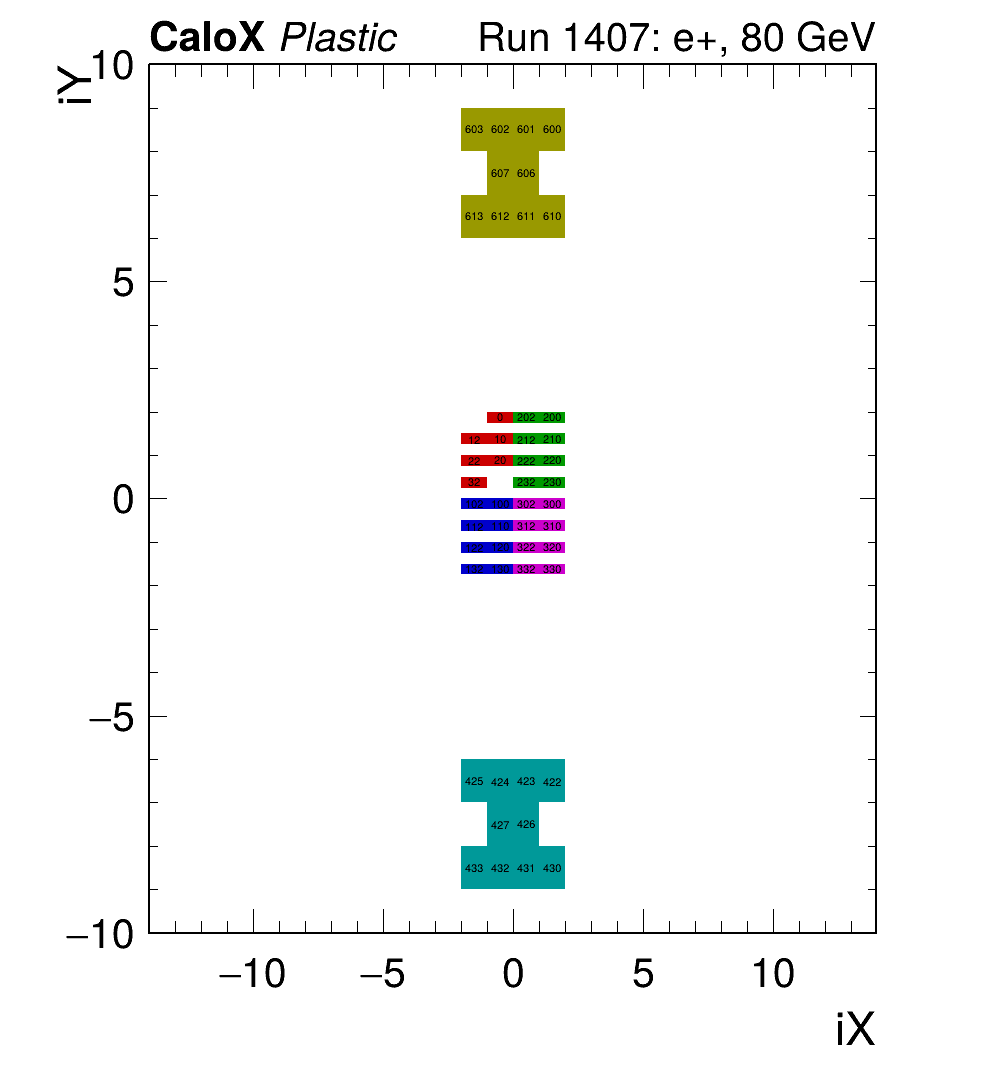 CaloX Plastic Run 1407: e+, 80 GeV
iY
10
603 602 601 600
607 606
613 612 611 610
5
0 202 200
12 10 212 210
22 20 222 220
32 232 230
0
102 100 302 300
112 110 312 310
122 120 322 320
132 130 332 330
−5
425 424 423 422
427 426
433 432 431 430
−10
−10 −5 0 5 10
iX